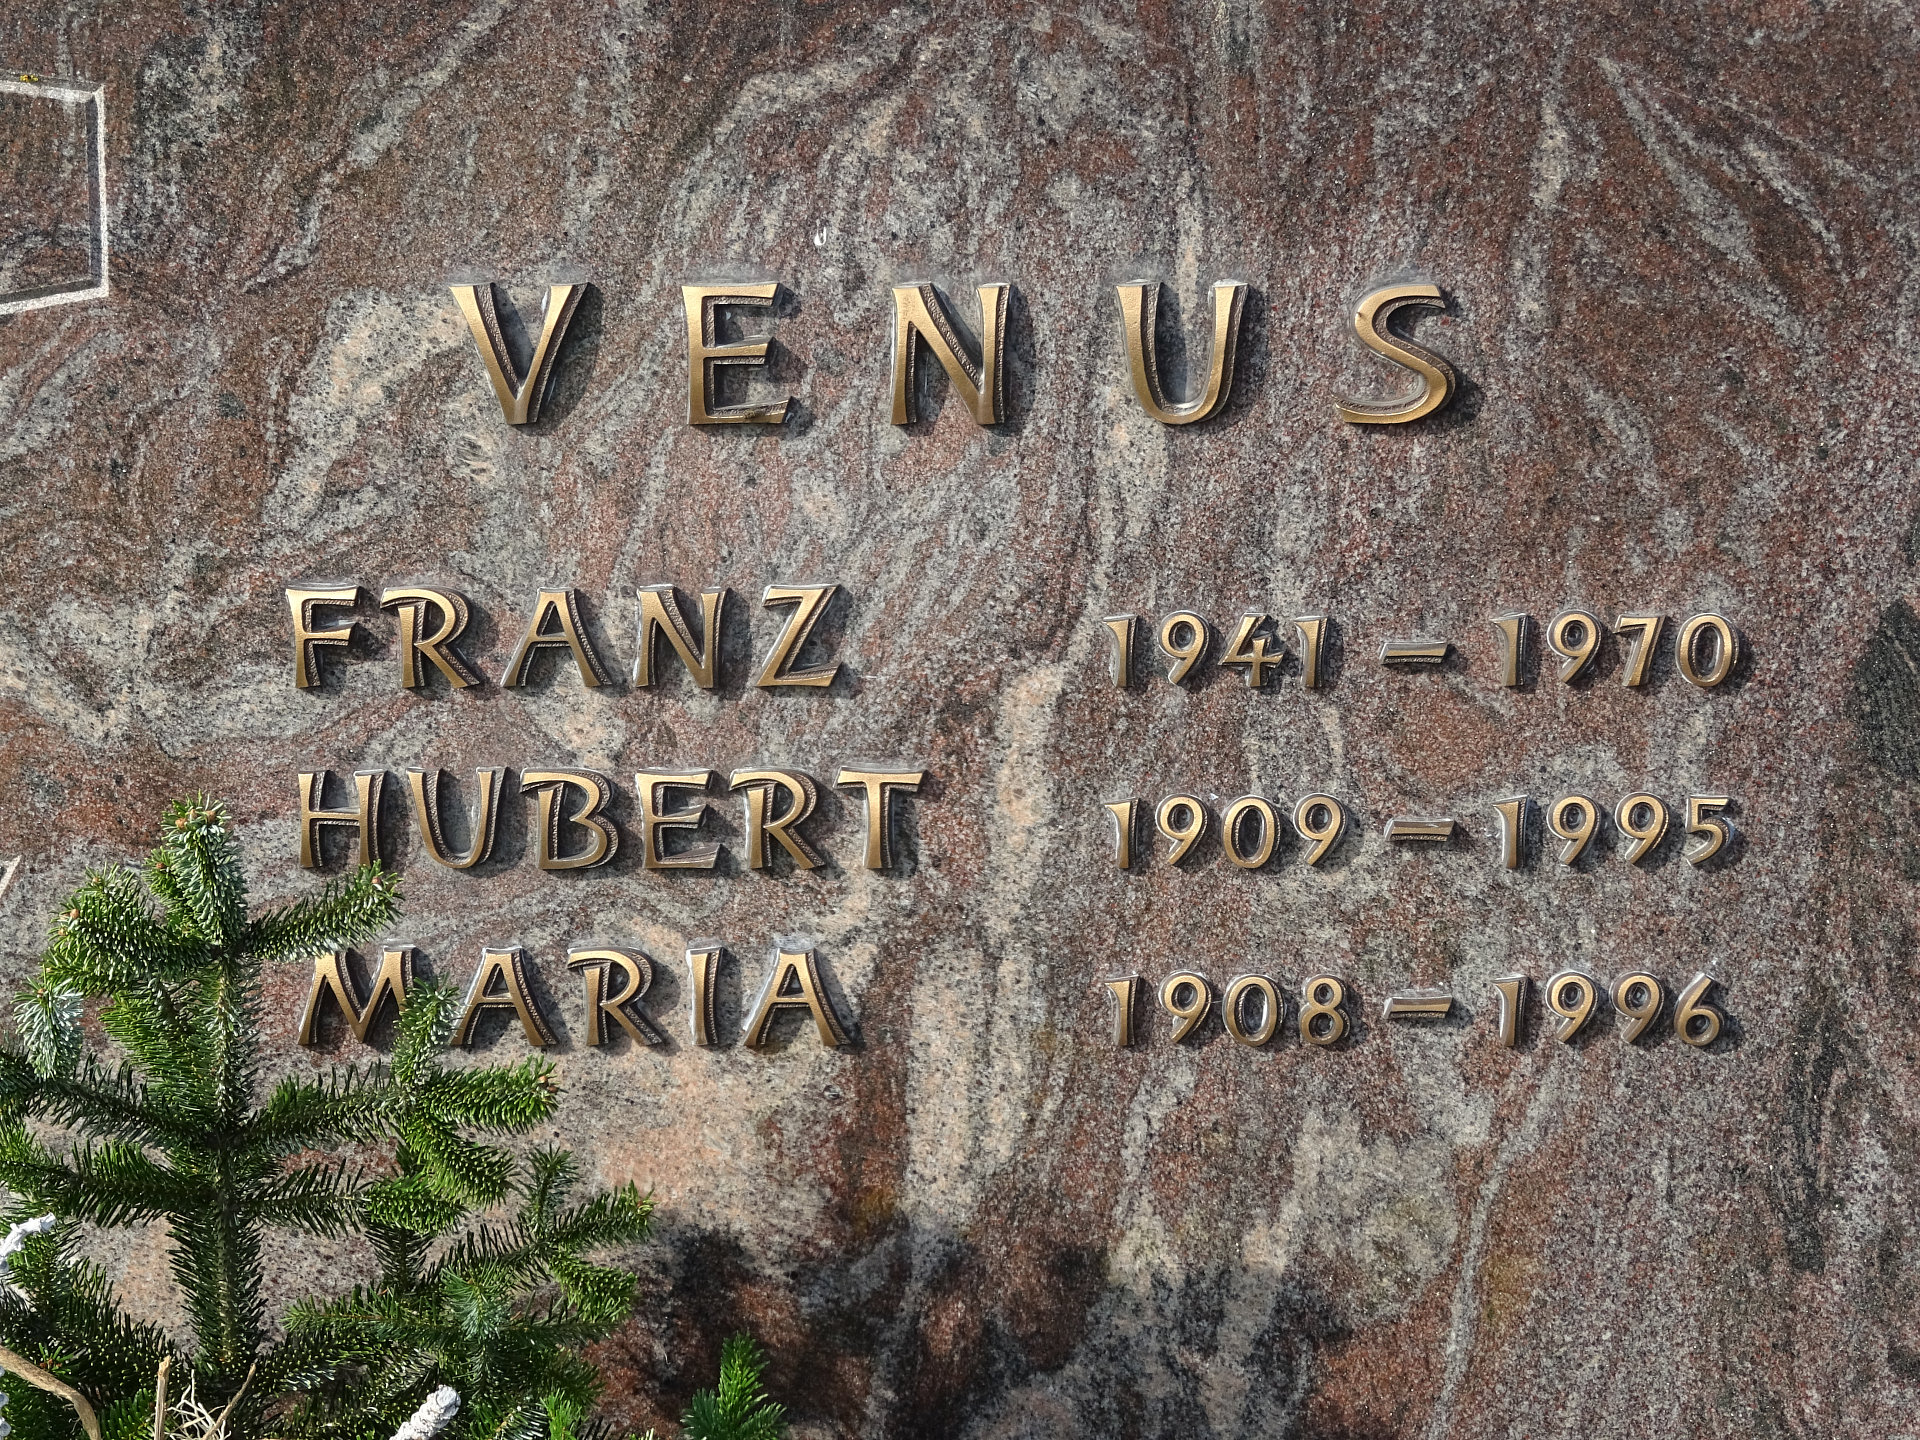 VENUS
FRANZ 1941 – 1970
HUBERT 1909 – 1995
MARIA 1908 – 1996